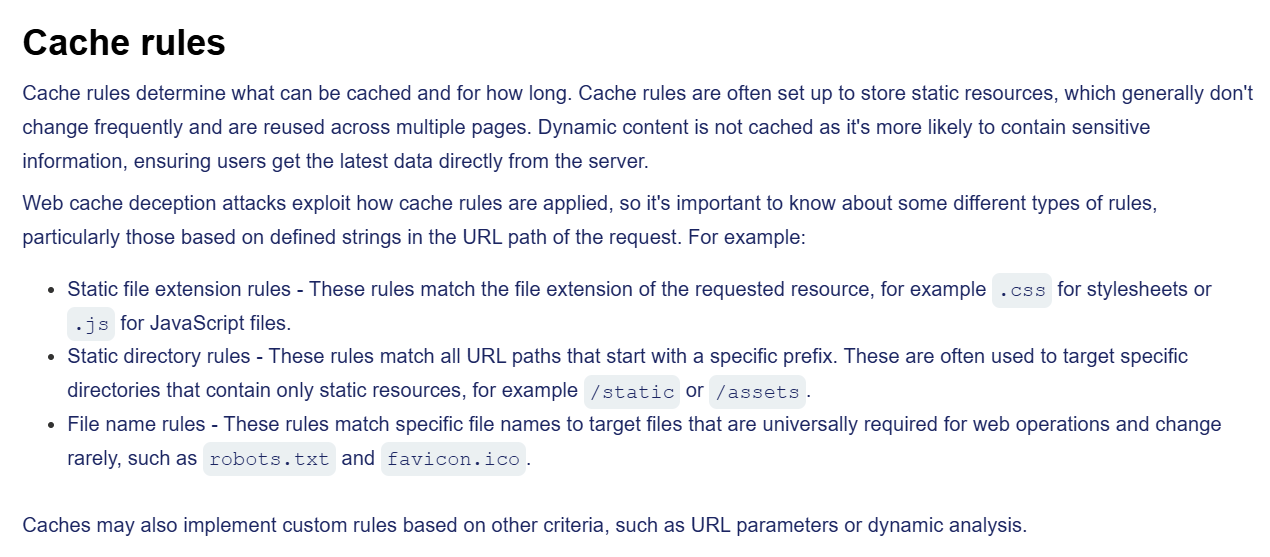 Cache rules
Cache rules determine what can be cached and for how long. Cache rules are often set up to store static resources, which generally don't
change frequently and are reused across multiple pages. Dynamic content is not cached as it's more likely to contain sensitive
information, ensuring users get the latest data directly from the server.
Web cache deception attacks exploit how cache rules are applied, so it's important to know about some different types of rules,
particularly those based on defined strings in the URL path of the request. For example:
• Static file extension rules - These rules match the file extension of the requested resource, for example .css for stylesheets or
.js for JavaScript files.
• Static directory rules - These rules match all URL paths that start with a specific prefix. These are often used to target specific
directories that contain only static resources, for example /static or /assets.
• File name rules - These rules match specific file names to target files that are universally required for web operations and change
rarely, such as robots.txt and favicon.ico.
Caches may also implement custom rules based on other criteria, such as URL parameters or dynamic analysis.